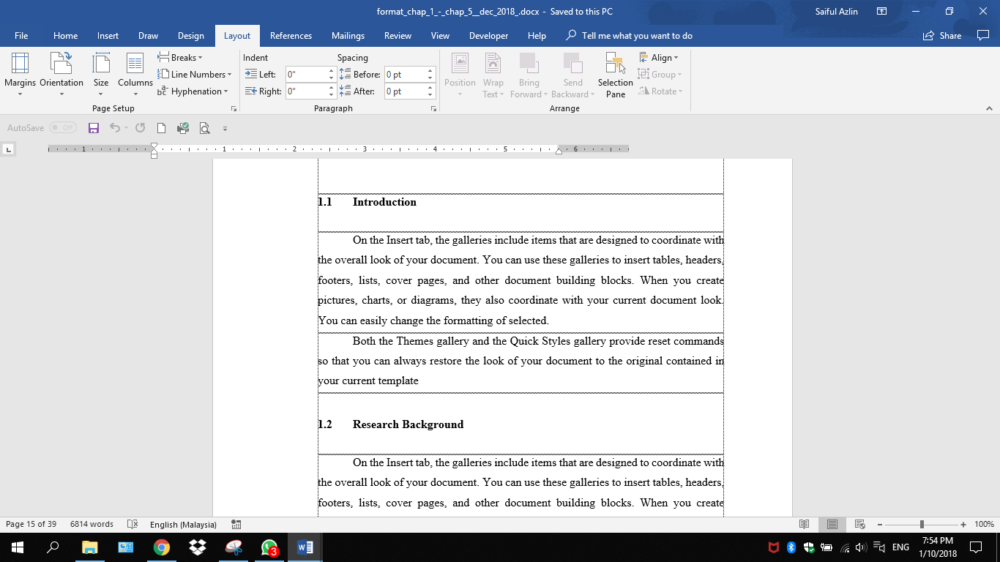 format_chap_1_-_chap_5__dec_2018_.docx - Saved to this PC
Saiful Azlin
File Home Insert Draw Design Layout References Mailings Review View Developer Help Tell me what you want to do Share
Margins Orientation Size Columns
Breaks
Line Numbers
Hyphenation
Page Setup
Indent
Left: 0"
Right: 0"
Spacing
Before: 0 pt
After: 0 pt
Paragraph
Position
Wrap Text
Bring Forward
Send Backward
Selection Pane
Align
Group
Rotate
Arrange
AutoSave Off
1 1 2 3 4 5 6
1.1 Introduction
On the Insert tab, the galleries include items that are designed to coordinate with
the overall look of your document. You can use these galleries to insert tables, headers,
footers, lists, cover pages, and other document building blocks. When you create
pictures, charts, or diagrams, they also coordinate with your current document look.
You can easily change the formatting of selected.
Both the Themes gallery and the Quick Styles gallery provide reset commands
so that you can always restore the look of your document to the original contained in
your current template
1.2 Research Background
On the Insert tab, the galleries include items that are designed to coordinate with
the overall look of your document. You can use these galleries to insert tables, headers,
footers, lists, cover pages, and other document building blocks. When you create
Page 15 of 39 6814 words English (Malaysia) 100%
3
ENG
7:54 PM
1/10/2018